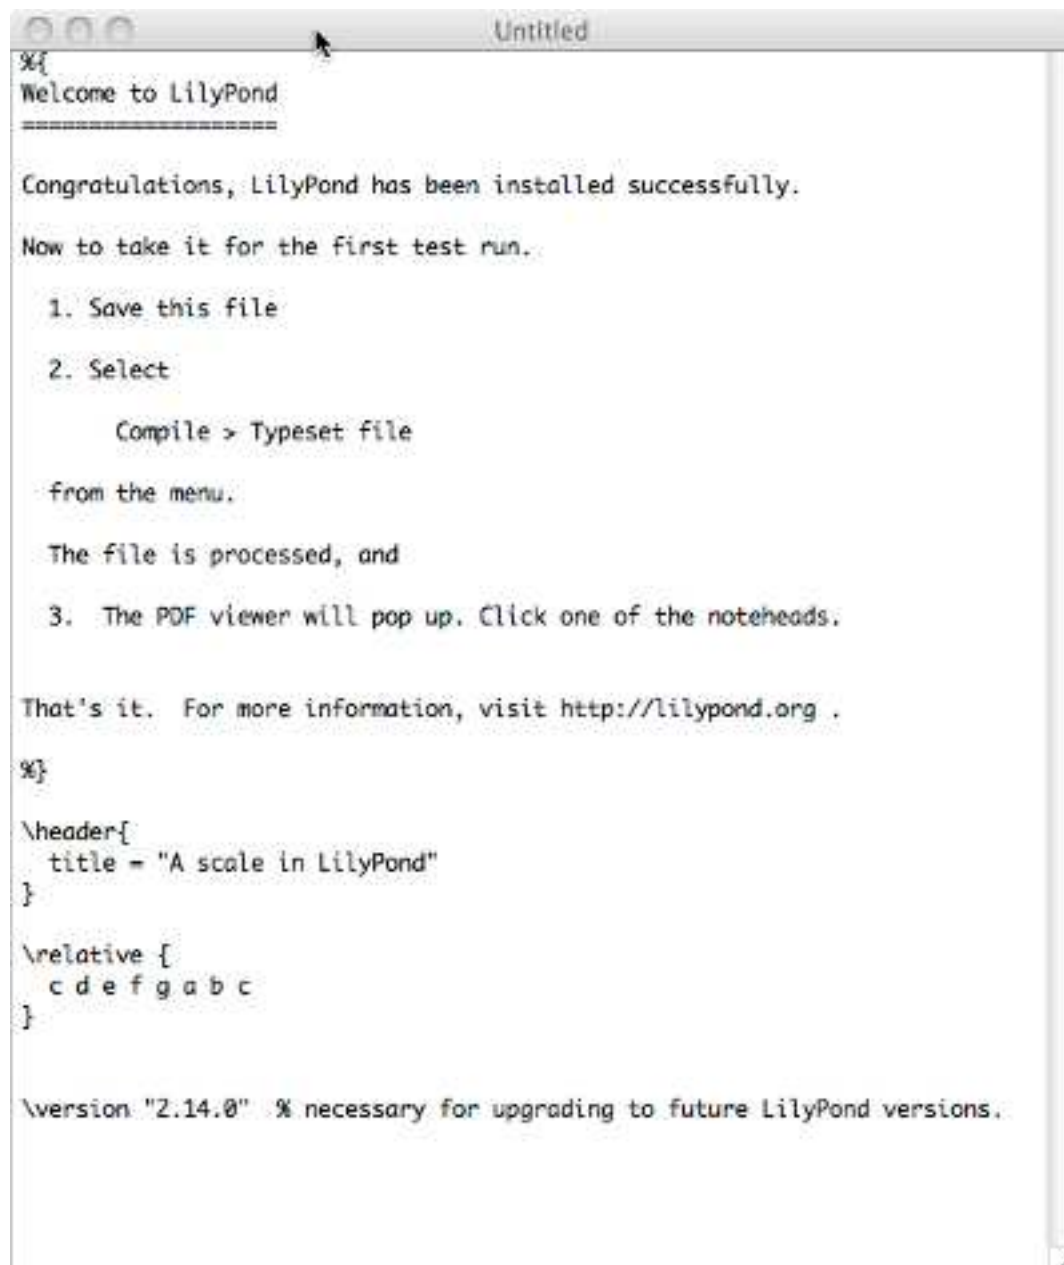 Untitled
%{
Welcome to LilyPond
===================
Congratulations, LilyPond has been installed successfully.
Now to take it for the first test run.
1. Save this file
2. Select
Compile > Typeset file
from the menu.
The file is processed, and
3.  The PDF viewer will pop up. Click one of the noteheads.
That's it.  For more information, visit http://lilypond.org .
%}
\header{
title = "A scale in LilyPond"
}
\relative {
c d e f g a b c
}
\version "2.14.0"  % necessary for upgrading to future LilyPond versions.